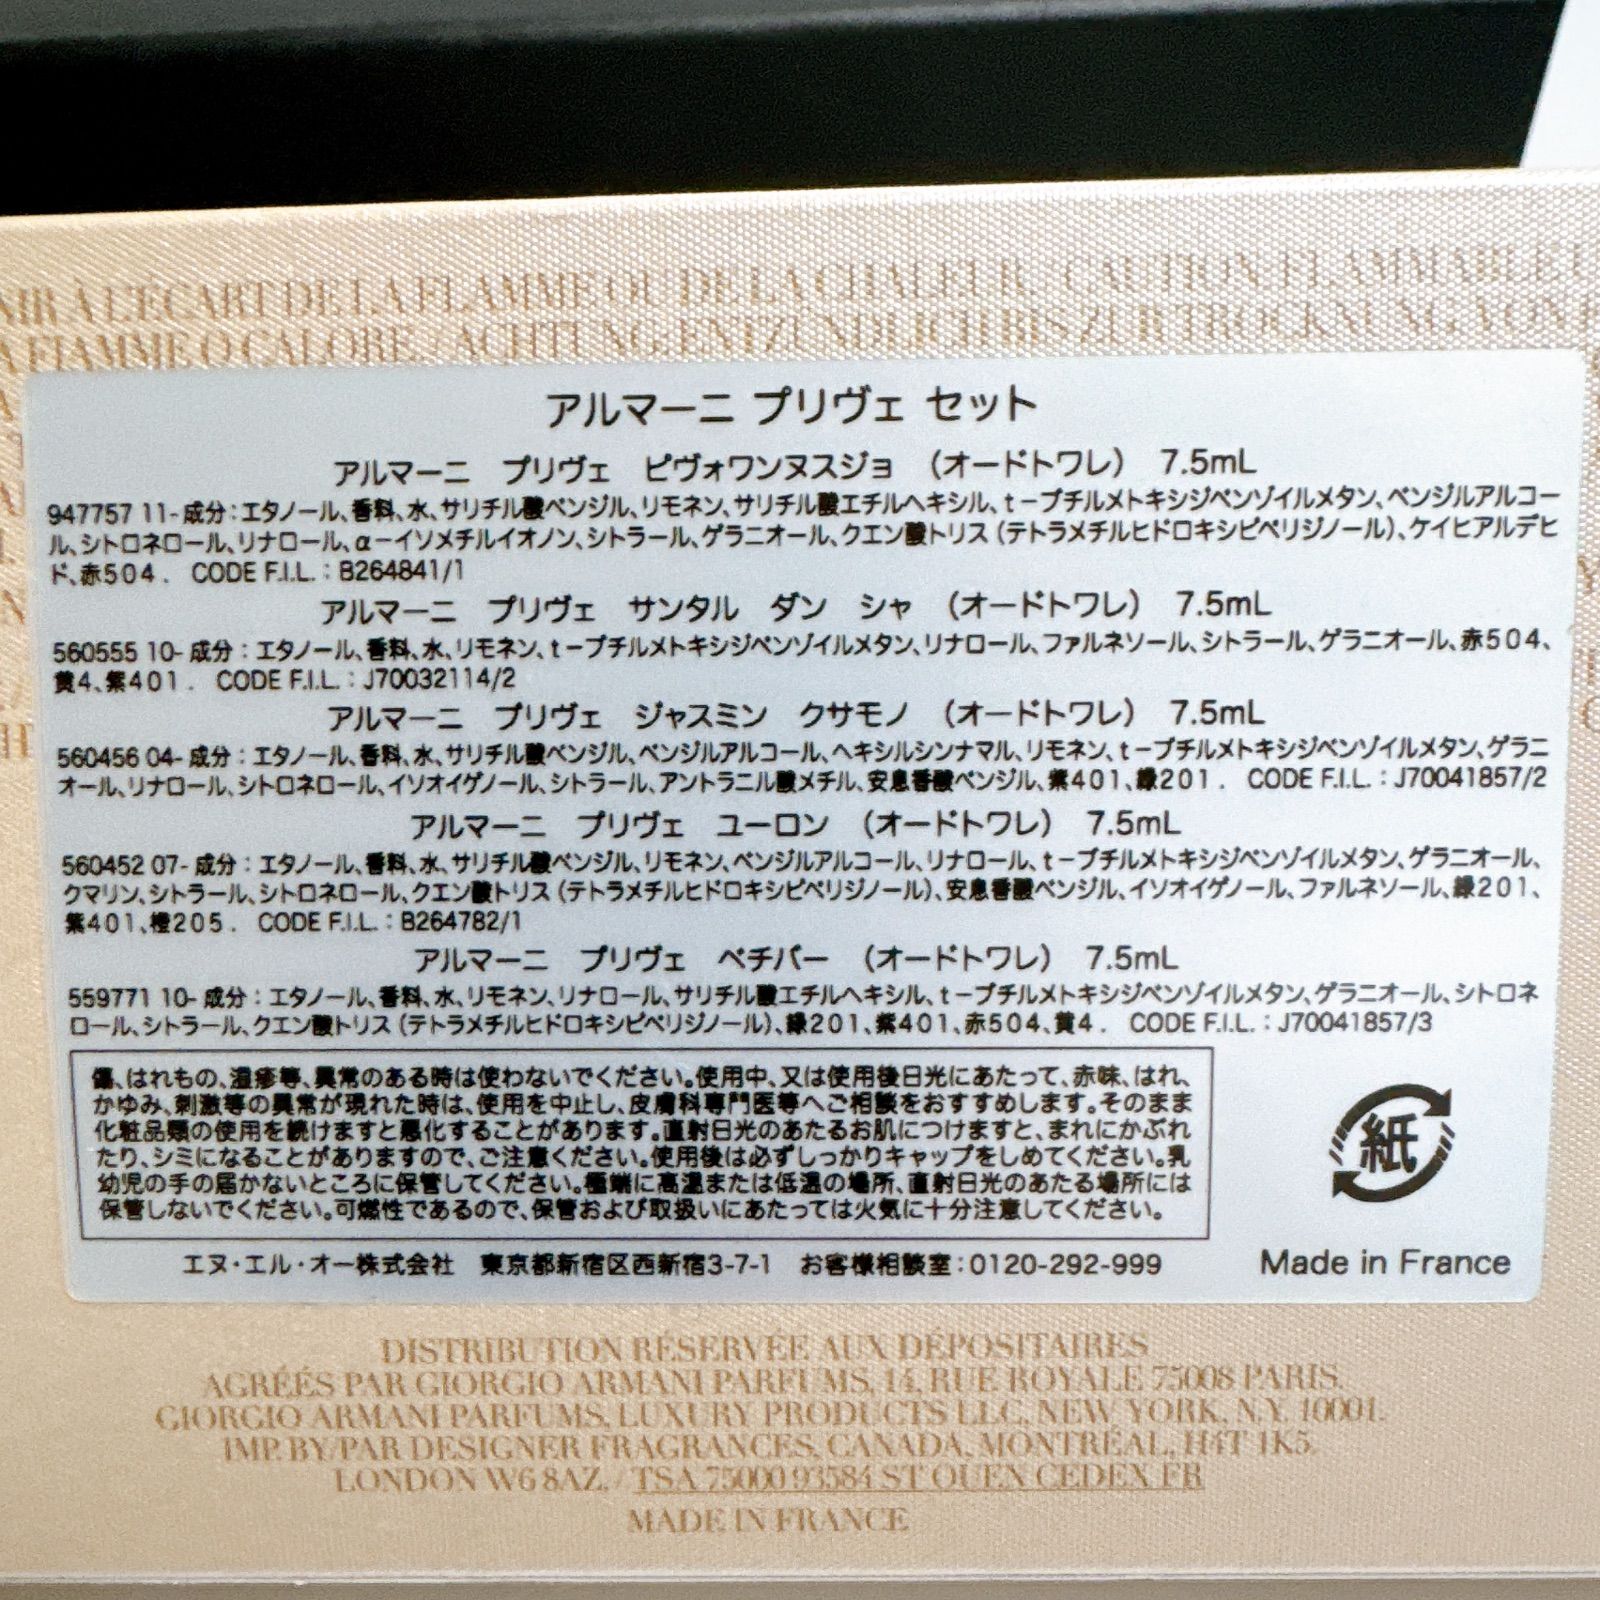 NIR À L'ÉCART DE LA FLAMME OU DE LA CHALEUR. CAUTION FLAMMABLE U
A FIAMME O CALORE. / ACHTUNG: ENTZÜNDLICH BIS ZUR TROCKNUNG VON
アルマーニ プリヴェ セット
アルマーニ プリヴェ ピヴォワンヌスジョ (オードトワレ) 7.5mL
947757 11- 成分：エタノール、香料、水、サリチル酸ベンジル、リモネン、サリチル酸エチルヘキシル、t－ブチルメトキシジベンゾイルメタン、ベンジルアルコー
ル、シトロネロール、リナロール、α－イソメチルイオノン、シトラール、ゲラニオール、クエン酸トリス（テトラメチルヒドロキシピペリジノール）、ケイヒアルデヒ
ド、赤504． CODE F.I.L.：B264841/1
アルマーニ プリヴェ サンタル ダン シャ (オードトワレ) 7.5mL
560555 10- 成分：エタノール、香料、水、リモネン、t－ブチルメトキシジベンゾイルメタン、リナロール、ファルネソール、シトラール、ゲラニオール、赤504、
黄4、紫401． CODE F.I.L.：J70032114/2
アルマーニ プリヴェ ジャスミン クサモノ (オードトワレ) 7.5mL
560456 04- 成分：エタノール、香料、水、サリチル酸ベンジル、ベンジルアルコール、ヘキシルシンナマル、リモネン、t－ブチルメトキシジベンゾイルメタン、ゲラニ
オール、リナロール、シトロネロール、イソオイゲノール、シトラール、アントラニル酸メチル、安息香酸ベンジル、紫401、緑201． CODE F.I.L.：J70041857/2
アルマーニ プリヴェ ユーロン (オードトワレ) 7.5mL
560452 07- 成分：エタノール、香料、水、サリチル酸ベンジル、リモネン、ベンジルアルコール、リナロール、t－ブチルメトキシジベンゾイルメタン、ゲラニオール、
クマリン、シトラール、シトロネロール、クエン酸トリス（テトラメチルヒドロキシピペリジノール）、安息香酸ベンジル、イソオイゲノール、ファルネソール、緑201、
紫401、橙205． CODE F.I.L.：B264782/1
アルマーニ プリヴェ ベチバー (オードトワレ) 7.5mL
559771 10- 成分：エタノール、香料、水、リモネン、リナロール、サリチル酸エチルヘキシル、t－ブチルメトキシジベンゾイルメタン、ゲラニオール、シトロネ
ロール、シトラール、クエン酸トリス（テトラメチルヒドロキシピペリジノール）、緑201、紫401、赤504、黄4． CODE F.I.L.：J70041857/3
傷、はれもの、湿疹等、異常のある時は使わないでください。使用中、又は使用後日光にあたって、赤味、はれ、
かゆみ、刺激等の異常が現れた時は、使用を中止し、皮膚科専門医等へご相談をおすすめします。そのまま
化粧品類の使用を続けますと悪化することがあります。直射日光のあたるお肌につけますと、まれにかぶれ
たり、シミになることがありますので、ご注意ください。使用後は必ずしっかりキャップをしめてください。乳
幼児の手の届かないところに保管してください。極端に高温または低温の場所、直射日光のあたる場所には
保管しないでください。可燃性であるので、保管および取扱いにあたっては火気に十分注意してください。
紙
エヌ・エル・オー株式会社 東京都新宿区西新宿3-7-1 お客様相談室：0120-292-999 Made in France
DISTRIBUTION RÉSERVÉE AUX DÉPOSITAIRES
AGRÉÉS PAR GIORGIO ARMANI PARFUMS, 14, RUE ROYALE 75008 PARIS.
GIORGIO ARMANI PARFUMS, LUXURY PRODUCTS LLC, NEW YORK, N.Y. 10001.
IMP. BY/PAR DESIGNER FRAGRANCES, CANADA, MONTRÉAL, H4T 1K5.
LONDON W6 8AZ. / TSA 75000 93584 ST OUEN CEDEX FR
MADE IN FRANCE